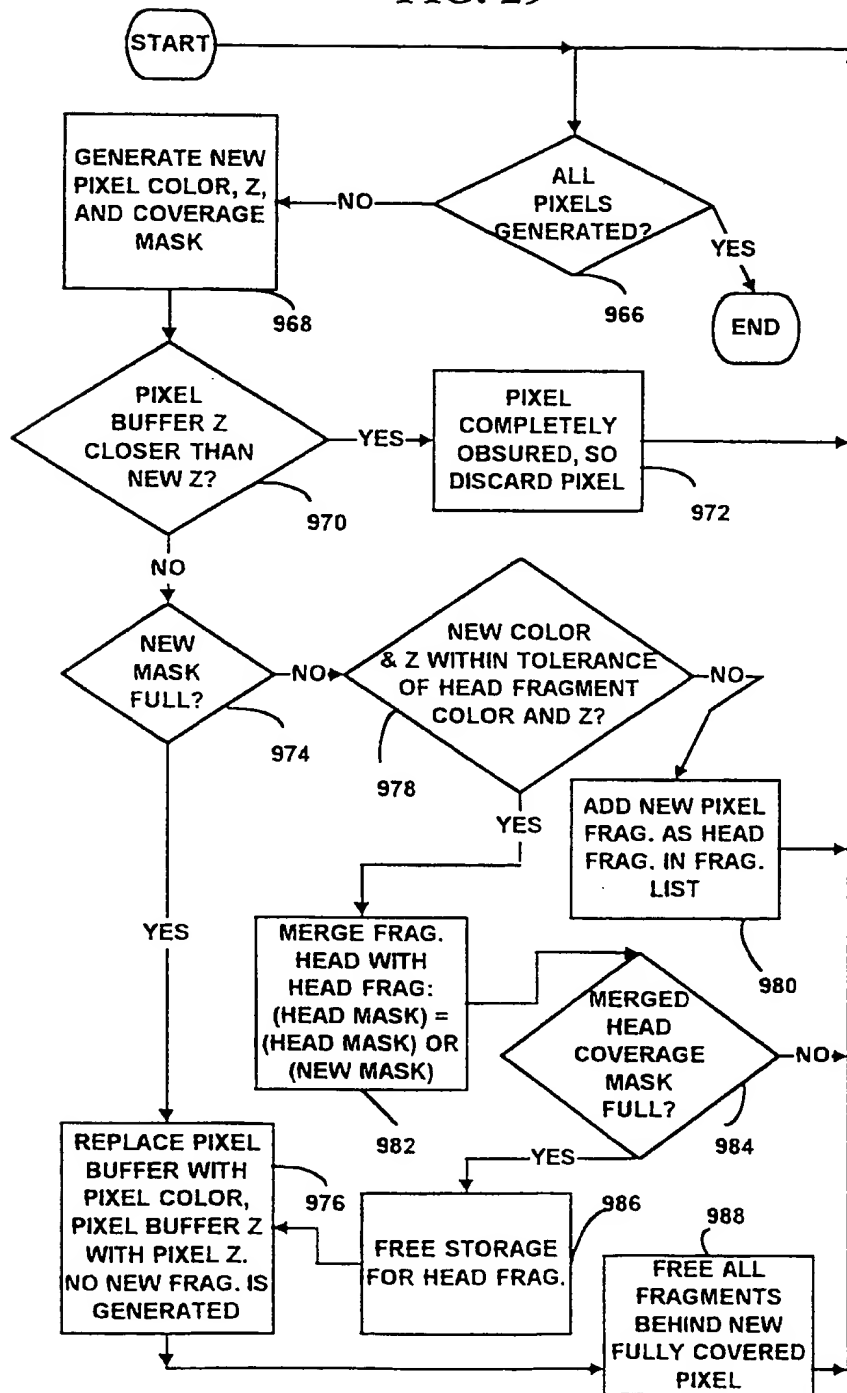 FIG. 29
START
ALL
PIXELS
GENERATED?
966
YES
END
NO
GENERATE NEW
PIXEL COLOR, Z,
AND COVERAGE
MASK
968
PIXEL
BUFFER Z
CLOSER THAN
NEW Z?
970
YES
PIXEL
COMPLETELY
OBSURED, SO
DISCARD PIXEL
972
NO
NEW
MASK
FULL?
974
NO
NEW COLOR
& Z WITHIN TOLERANCE
OF HEAD FRAGMENT
COLOR AND Z?
978
NO
ADD NEW PIXEL
FRAG. AS HEAD
FRAG. IN FRAG.
LIST
980
YES
MERGE FRAG.
HEAD WITH
HEAD FRAG:
(HEAD MASK) =
(HEAD MASK) OR
(NEW MASK)
982
MERGED
HEAD
COVERAGE
MASK
FULL?
984
NO
YES
FREE STORAGE
FOR HEAD FRAG.
986
YES
REPLACE PIXEL
BUFFER WITH
PIXEL COLOR,
PIXEL BUFFER Z
WITH PIXEL Z.
NO NEW FRAG. IS
GENERATED
976
FREE ALL
FRAGMENTS
BEHIND NEW
FULLY COVERED
PIXEL
988